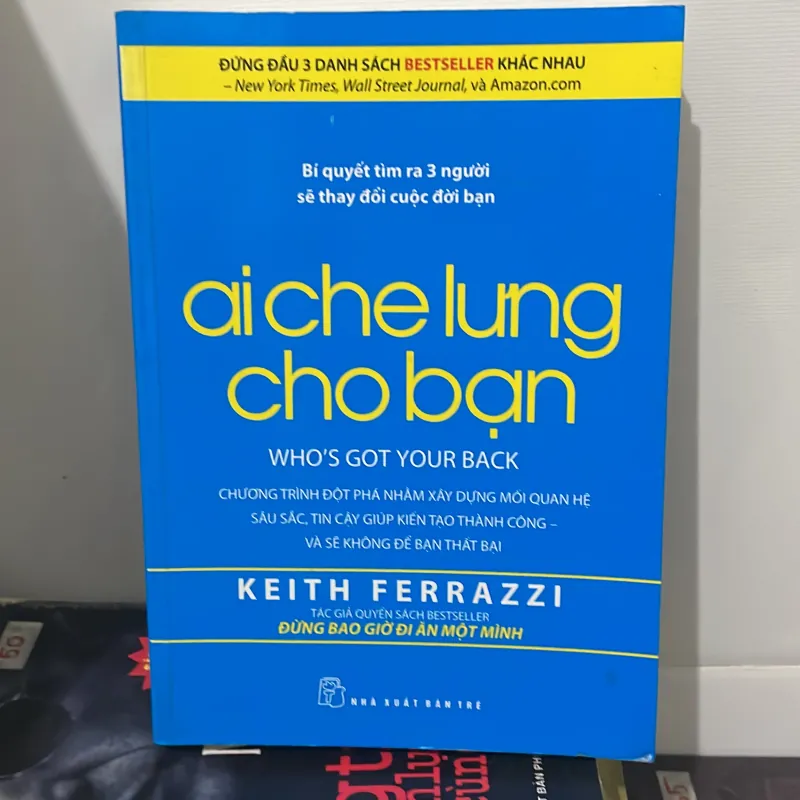 ĐỨNG ĐẦU 3 DANH SÁCH BESTSELLER KHÁC NHAU
– New York Times, Wall Street Journal, và Amazon.com
Bí quyết tìm ra 3 người
sẽ thay đổi cuộc đời bạn
ai che lưng
cho bạn
WHO'S GOT YOUR BACK
CHƯƠNG TRÌNH ĐỘT PHÁ NHẰM XÂY DỰNG MỐI QUAN HỆ
SÂU SẮC, TIN CẬY GIÚP KIẾN TẠO THÀNH CÔNG –
VÀ SẼ KHÔNG ĐỂ BẠN THẤT BẠI
KEITH FERRAZZI
TÁC GIẢ QUYỂN SÁCH BESTSELLER
ĐỪNG BAO GIỜ ĐI ĂN MỘT MÌNH
NHÀ XUẤT BẢN TRẺ
50